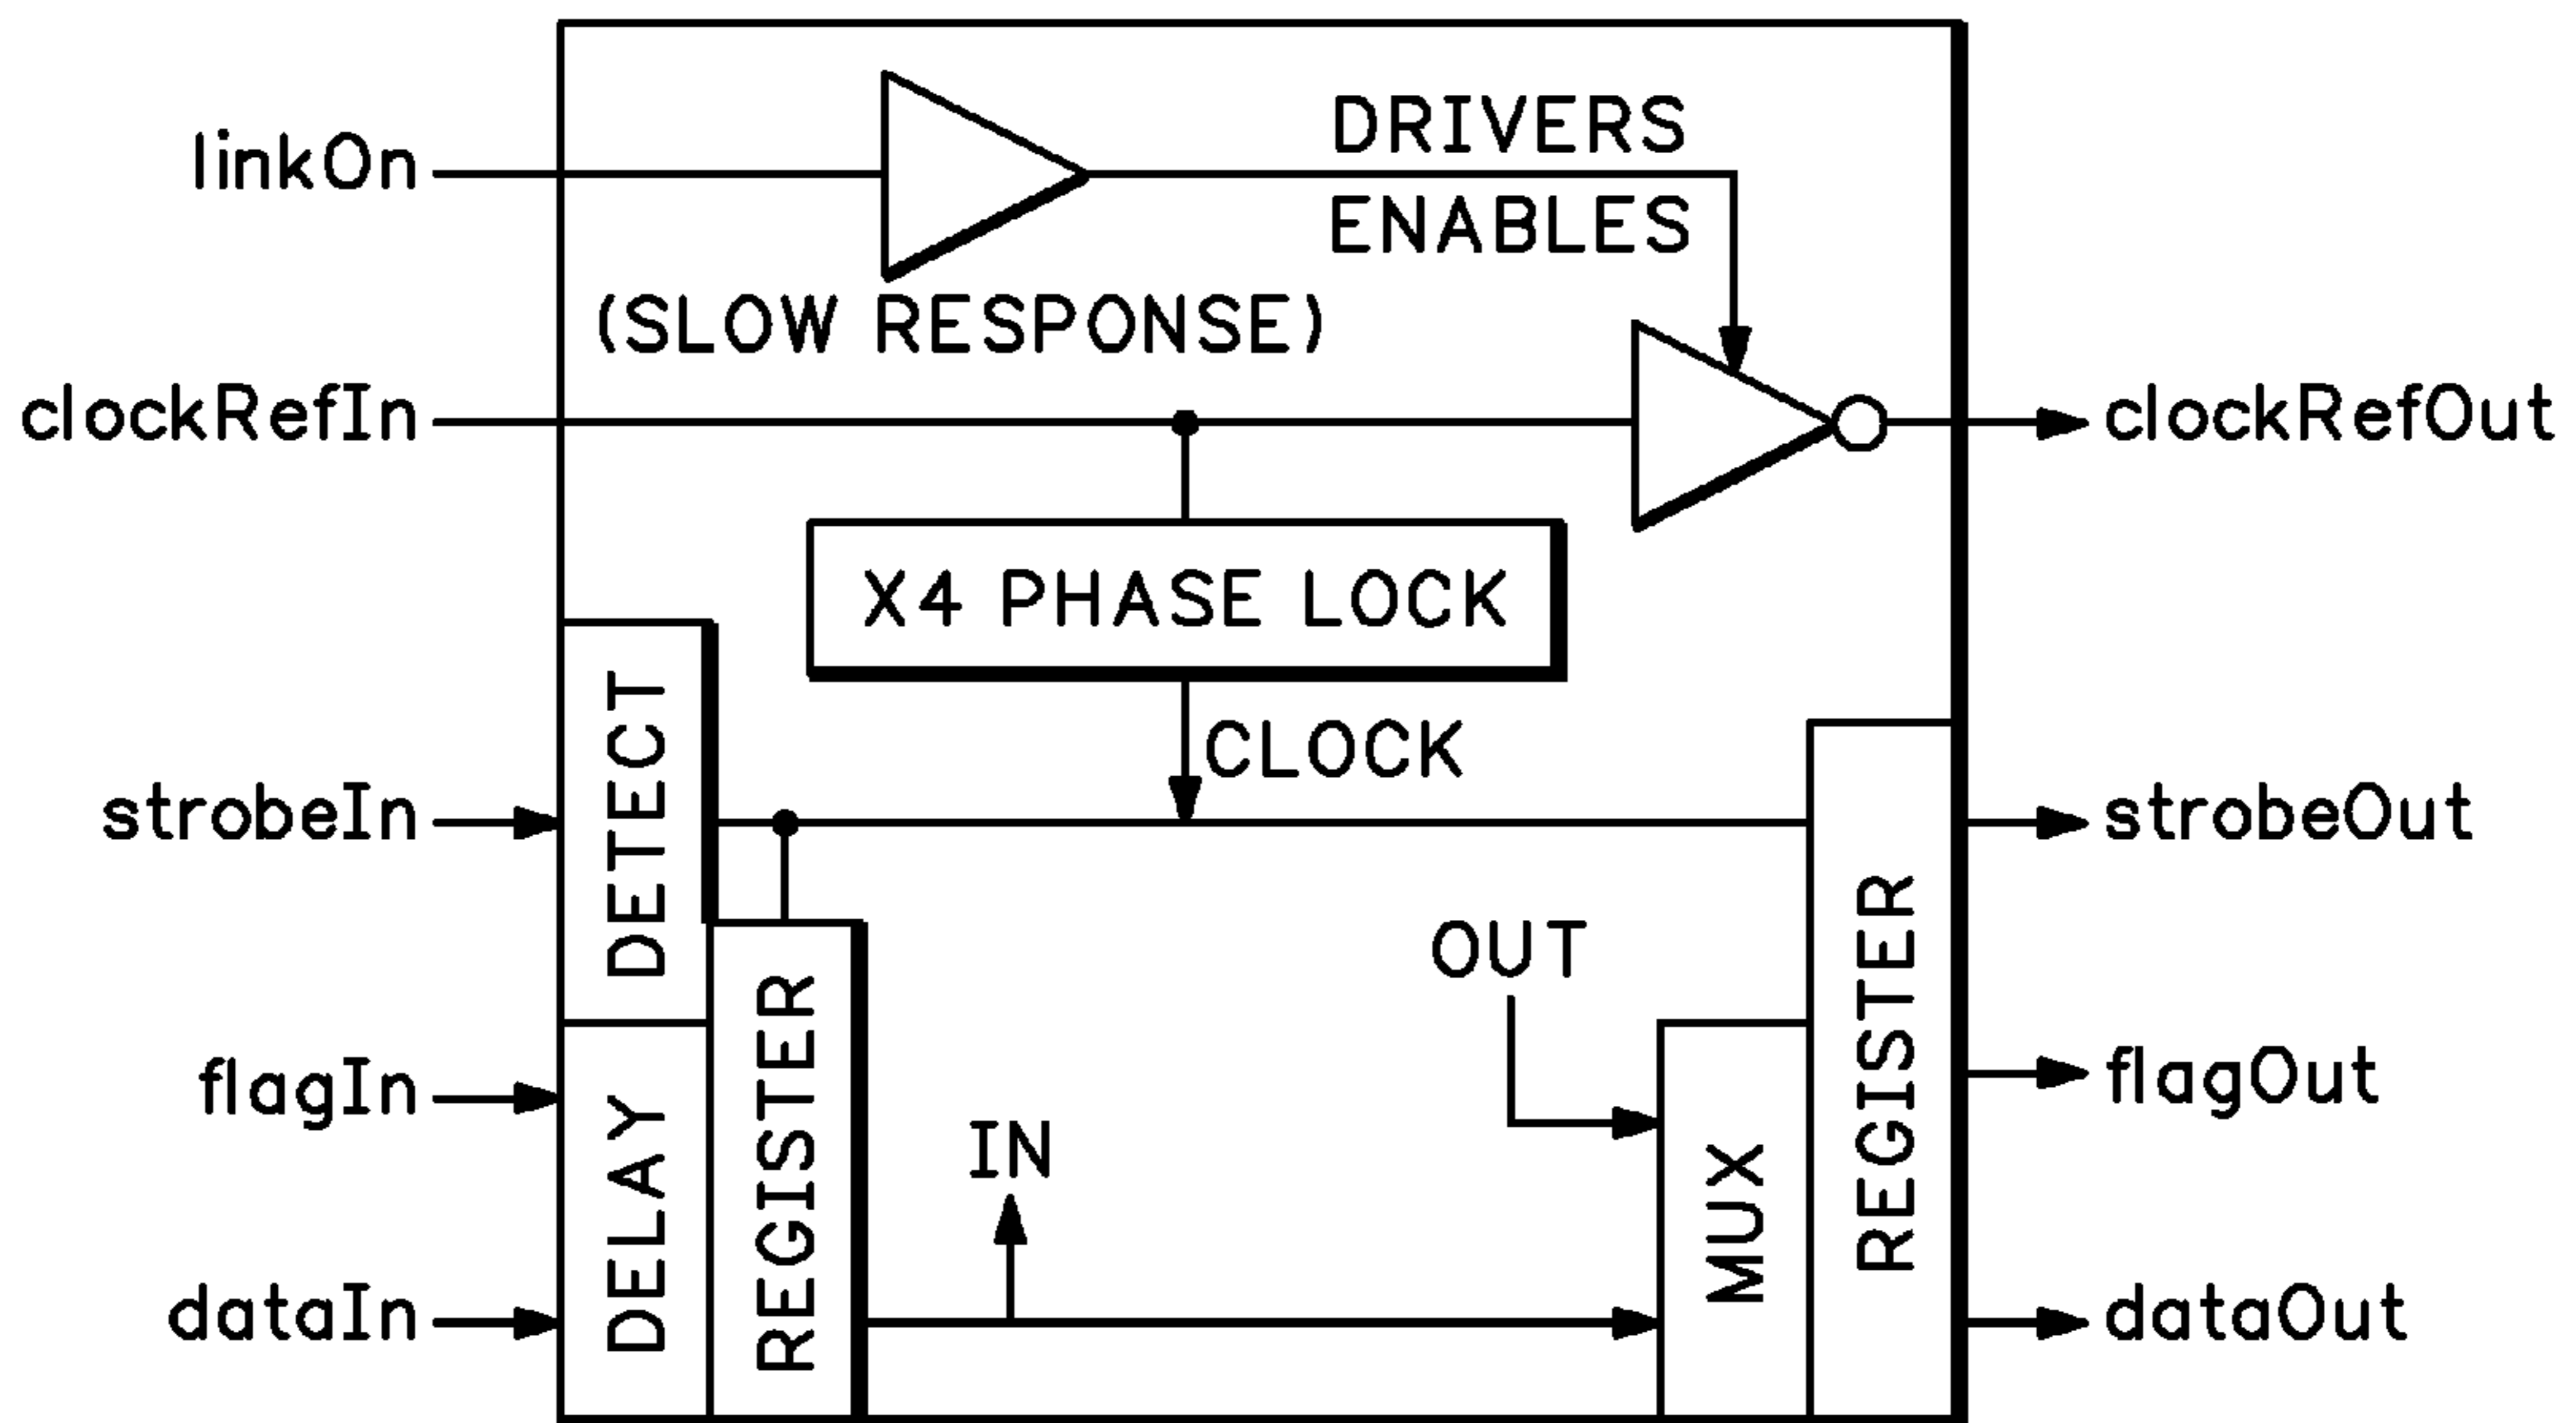 linkOn
DRIVERS
ENABLES
(SLOW RESPONSE)
clockRefIn
clockRefOut
X4 PHASE LOCK
CLOCK
DETECT
strobeIn
strobeOut
OUT
REGISTER
REGISTER
flagIn
flagOut
DELAY
IN
MUX
dataIn
dataOut